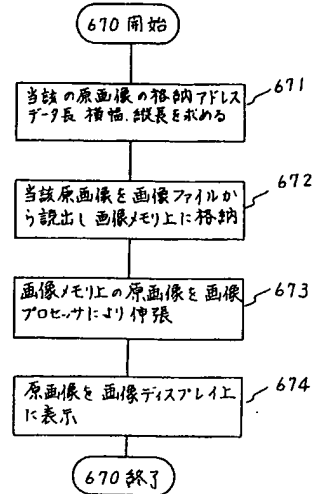 670 開始
671
当該の原画像の格納アドレス
データ長 横幅、縦長を求める
672
当該原画像を画像ファイルか
ら読出し画像メモリ上に格納
673
画像メモリ上の原画像を画像
プロセッサにより伸張
674
原画像を画像ディスプレイ上
に表示
670 終了